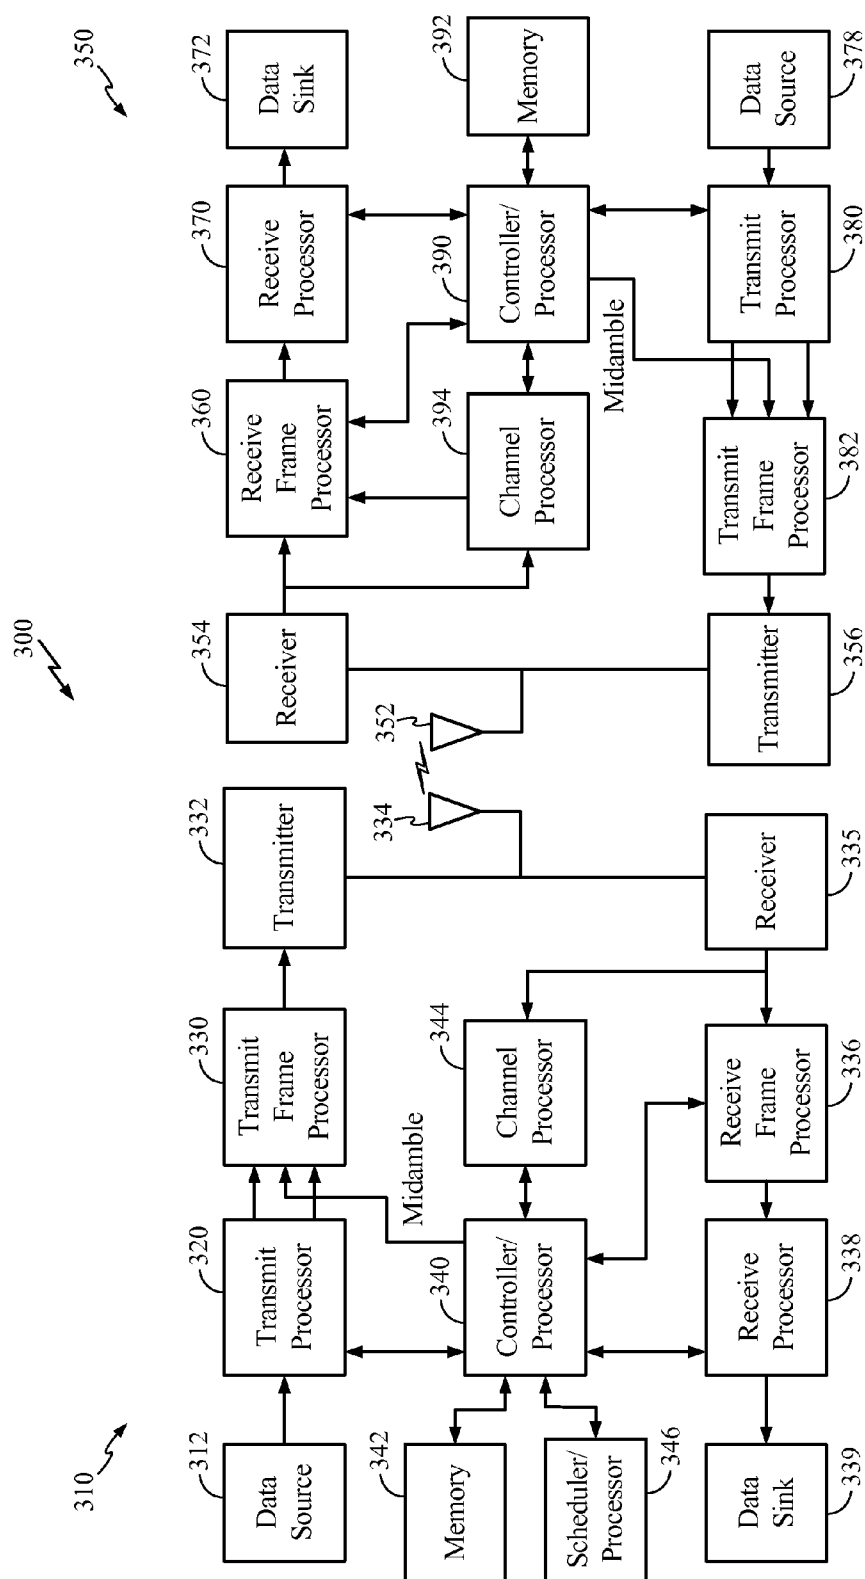 300
310
350
312
Data
Source
320
Transmit
Processor
330
Transmit
Frame
Processor
332
Transmitter
354
Receiver
360
Receive
Frame
Processor
370
Receive
Processor
372
Data
Sink
Midamble
334
352
342
Memory
346
Scheduler/
Processor
340
Controller/
Processor
344
Channel
Processor
394
Channel
Processor
390
Controller/
Processor
392
Memory
Midamble
Data
Sink
339
Receive
Processor
338
Receive
Frame
Processor
336
Receiver
335
Transmitter
356
Transmit
Frame
Processor
382
Transmit
Processor
380
Data
Source
378